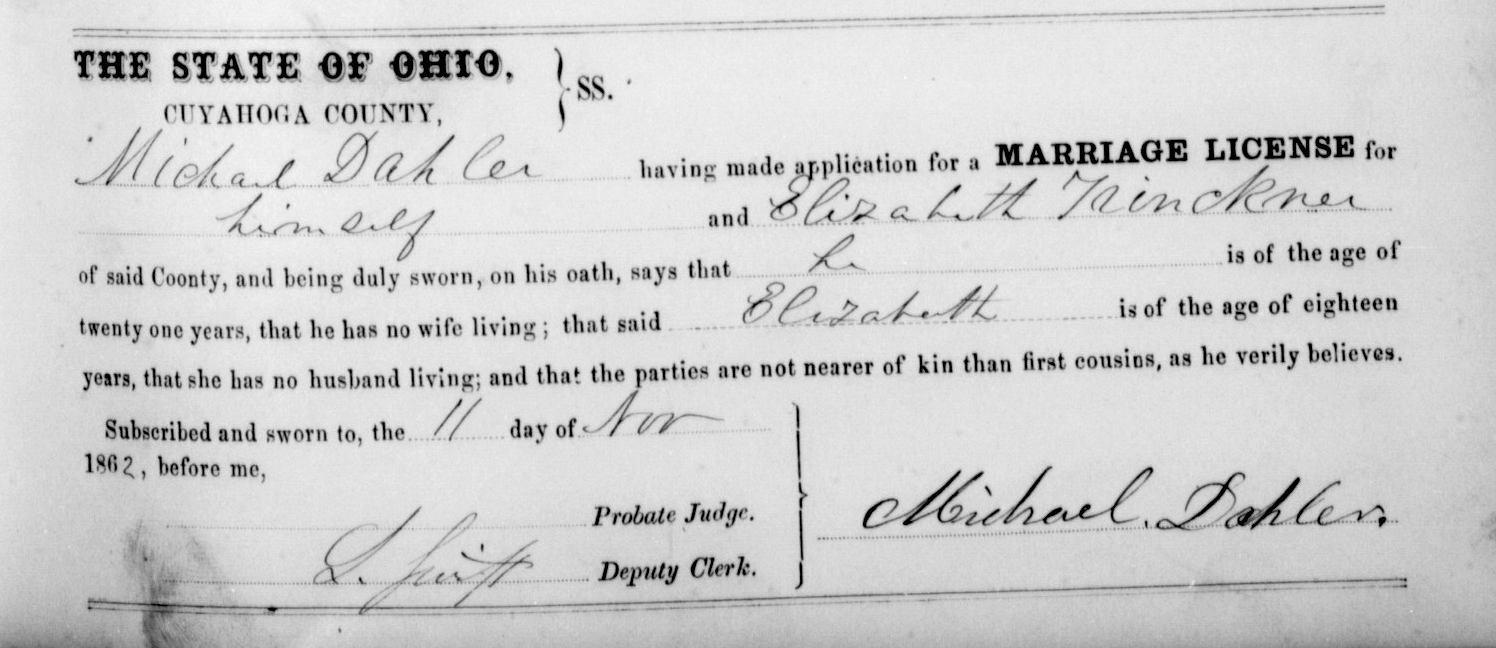 THE STATE OF OHIO, } SS.
CUYAHOGA COUNTY,
Michael Dahler having made application for a MARRIAGE LICENSE for
himself and Elizabeth Trinckner
of said Coonty, and being duly sworn, on his oath, says that he is of the age of
twenty one years, that he has no wife living; that said Elizabeth is of the age of eighteen
years, that she has no husband living; and that the parties are not nearer of kin than first cousins, as he verily believes.
Subscribed and sworn to, the 11 day of Nov
1862, before me,
Probate Judge.
Michael Dahler.
L. Swift Deputy Clerk.